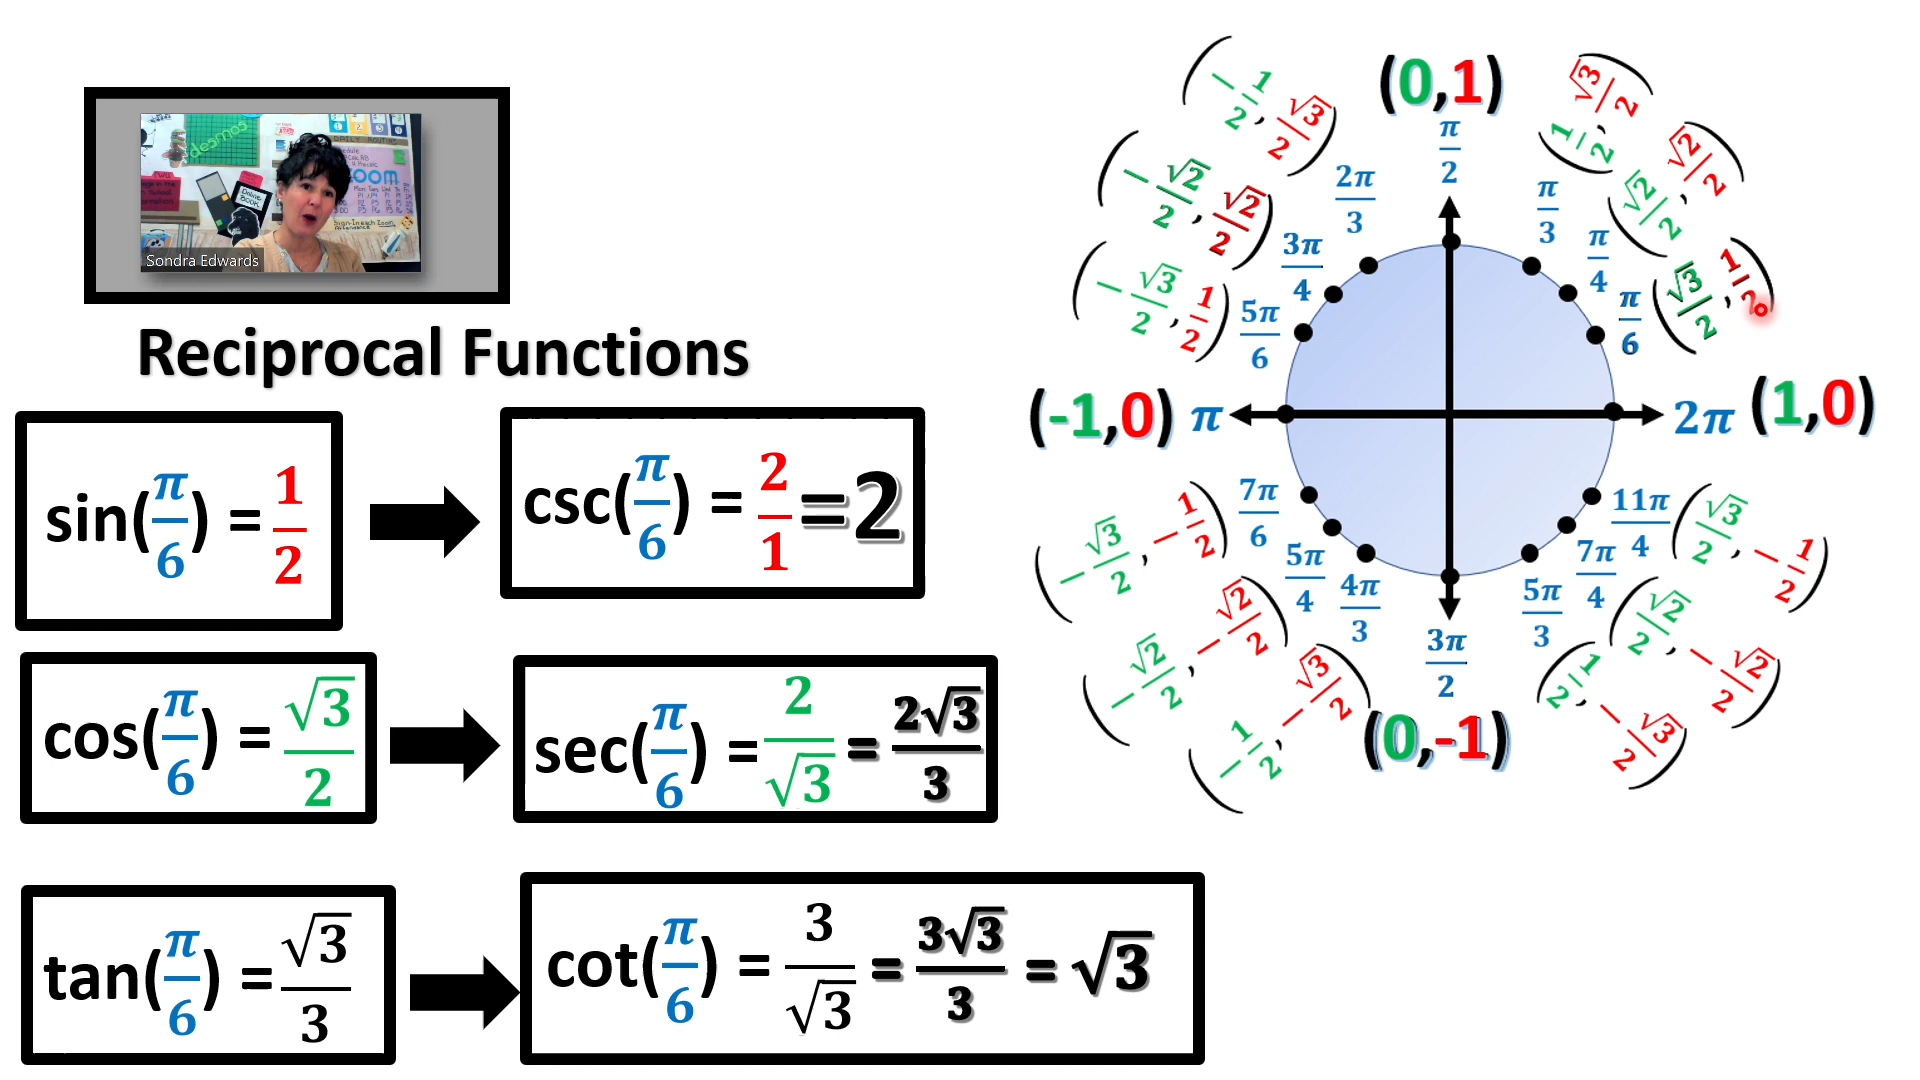 desmos
DAILY ROUTINE
zoom
Sondra Edwards
Reciprocal Functions
sin(π/6) = 1/2
csc(π/6) = 2/1 = 2
cos(π/6) = √3/2
sec(π/6) = 2/√3 = 2√3/3
tan(π/6) = √3/3
cot(π/6) = 3/√3 = 3√3/3 = √3
(0,1)
π/2
(1/2, √3/2)
π/3
(√2/2, √2/2)
π/4
(√3/2, 1/2)
π/6
(1,0)
2π
(-1/2, √3/2)
2π/3
(-√2/2, √2/2)
3π/4
(-√3/2, 1/2)
5π/6
(-1,0)
π
7π/6
(-√3/2, -1/2)
5π/4
(-√2/2, -√2/2)
4π/3
(-1/2, -√3/2)
3π/2
(0,-1)
5π/3
(1/2, -√3/2)
7π/4
(√2/2, -√2/2)
11π/4
(√3/2, -1/2)